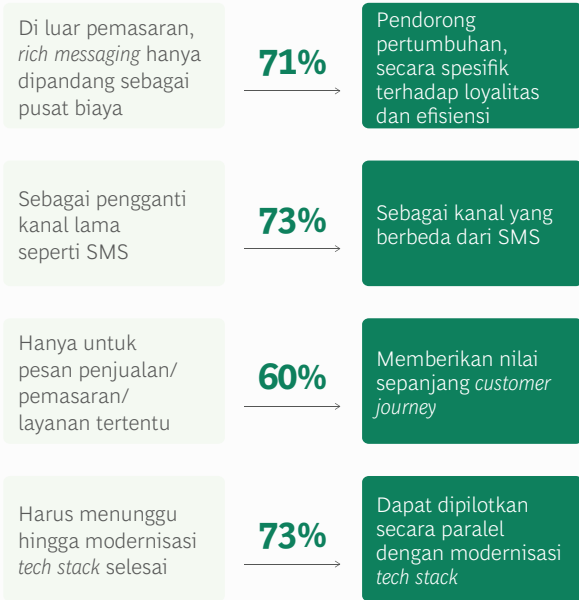 Di luar pemasaran,
rich messaging hanya
dipandang sebagai
pusat biaya
71%
Pendorong
pertumbuhan,
secara spesifik
terhadap loyalitas
dan efisiensi
Sebagai pengganti
kanal lama
seperti SMS
73%
Sebagai kanal yang
berbeda dari SMS
Hanya untuk
pesan penjualan/
pemasaran/
layanan tertentu
60%
Memberikan nilai
sepanjang customer
journey
Harus menunggu
hingga modernisasi
tech stack selesai
73%
Dapat dipilotkan
secara paralel
dengan modernisasi
tech stack